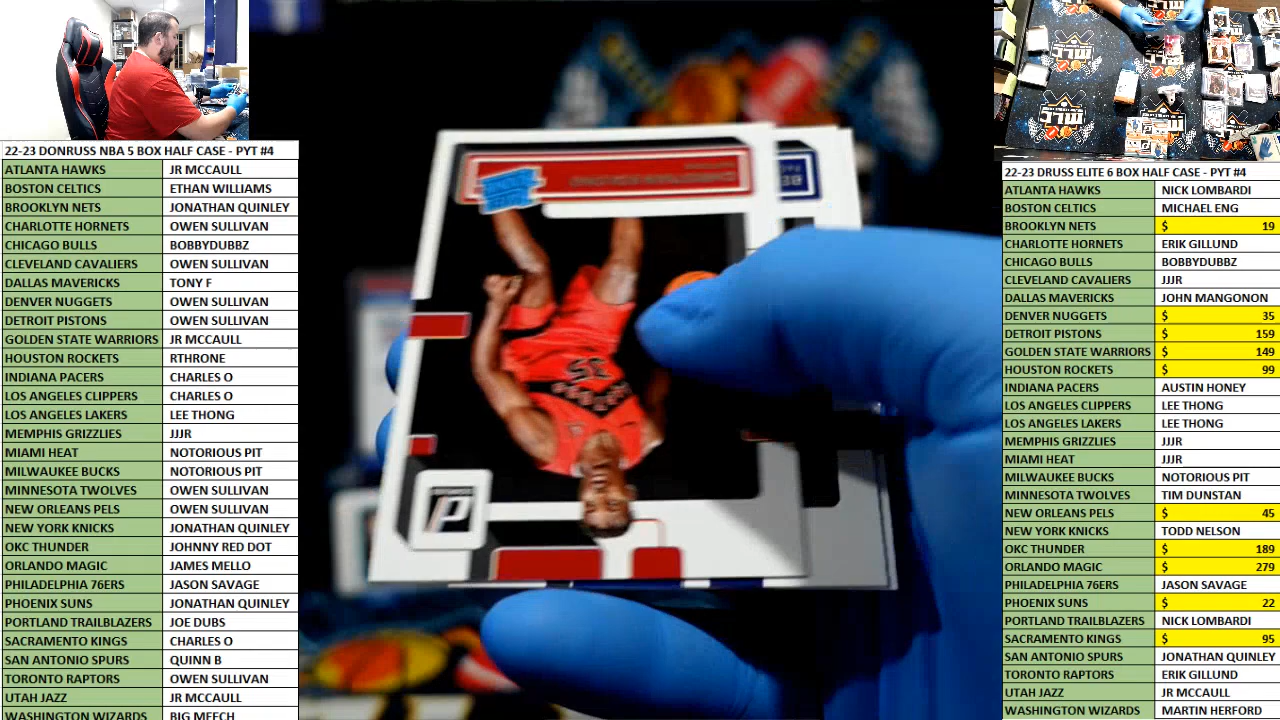 22-23 DONRUSS NBA 5 BOX HALF CASE - PYT #4
ATLANTA HAWKS JR MCCAULL
BOSTON CELTICS ETHAN WILLIAMS
BROOKLYN NETS JONATHAN QUINLEY
CHARLOTTE HORNETS OWEN SULLIVAN
CHICAGO BULLS BOBBYDUBBZ
CLEVELAND CAVALIERS OWEN SULLIVAN
DALLAS MAVERICKS TONY F
DENVER NUGGETS OWEN SULLIVAN
DETROIT PISTONS OWEN SULLIVAN
GOLDEN STATE WARRIORS JR MCCAULL
HOUSTON ROCKETS RTHRONE
INDIANA PACERS CHARLES O
LOS ANGELES CLIPPERS CHARLES O
LOS ANGELES LAKERS LEE THONG
MEMPHIS GRIZZLIES JJJR
MIAMI HEAT NOTORIOUS PIT
MILWAUKEE BUCKS NOTORIOUS PIT
MINNESOTA TWOLVES OWEN SULLIVAN
NEW ORLEANS PELS OWEN SULLIVAN
NEW YORK KNICKS JONATHAN QUINLEY
OKC THUNDER JOHNNY RED DOT
ORLANDO MAGIC JAMES MELLO
PHILADELPHIA 76ERS JASON SAVAGE
PHOENIX SUNS JONATHAN QUINLEY
PORTLAND TRAILBLAZERS JOE DUBS
SACRAMENTO KINGS CHARLES O
SAN ANTONIO SPURS QUINN B
TORONTO RAPTORS OWEN SULLIVAN
UTAH JAZZ JR MCCAULL
WASHINGTON WIZARDS BIG MEECH
22-23 DRUSS ELITE 6 BOX HALF CASE - PYT #4
ATLANTA HAWKS NICK LOMBARDI
BOSTON CELTICS MICHAEL ENG
BROOKLYN NETS $ 19
CHARLOTTE HORNETS ERIK GILLUND
CHICAGO BULLS BOBBYDUBBZ
CLEVELAND CAVALIERS JJJR
DALLAS MAVERICKS JOHN MANGONON
DENVER NUGGETS $ 35
DETROIT PISTONS $ 159
GOLDEN STATE WARRIORS $ 149
HOUSTON ROCKETS $ 99
INDIANA PACERS AUSTIN HONEY
LOS ANGELES CLIPPERS LEE THONG
LOS ANGELES LAKERS LEE THONG
MEMPHIS GRIZZLIES JJJR
MIAMI HEAT JJJR
MILWAUKEE BUCKS NOTORIOUS PIT
MINNESOTA TWOLVES TIM DUNSTAN
NEW ORLEANS PELS $ 45
NEW YORK KNICKS TODD NELSON
OKC THUNDER $ 189
ORLANDO MAGIC $ 279
PHILADELPHIA 76ERS JASON SAVAGE
PHOENIX SUNS $ 22
PORTLAND TRAILBLAZERS NICK LOMBARDI
SACRAMENTO KINGS $ 95
SAN ANTONIO SPURS JONATHAN QUINLEY
TORONTO RAPTORS ERIK GILLUND
UTAH JAZZ JR MCCAULL
WASHINGTON WIZARDS MARTIN HERFORD